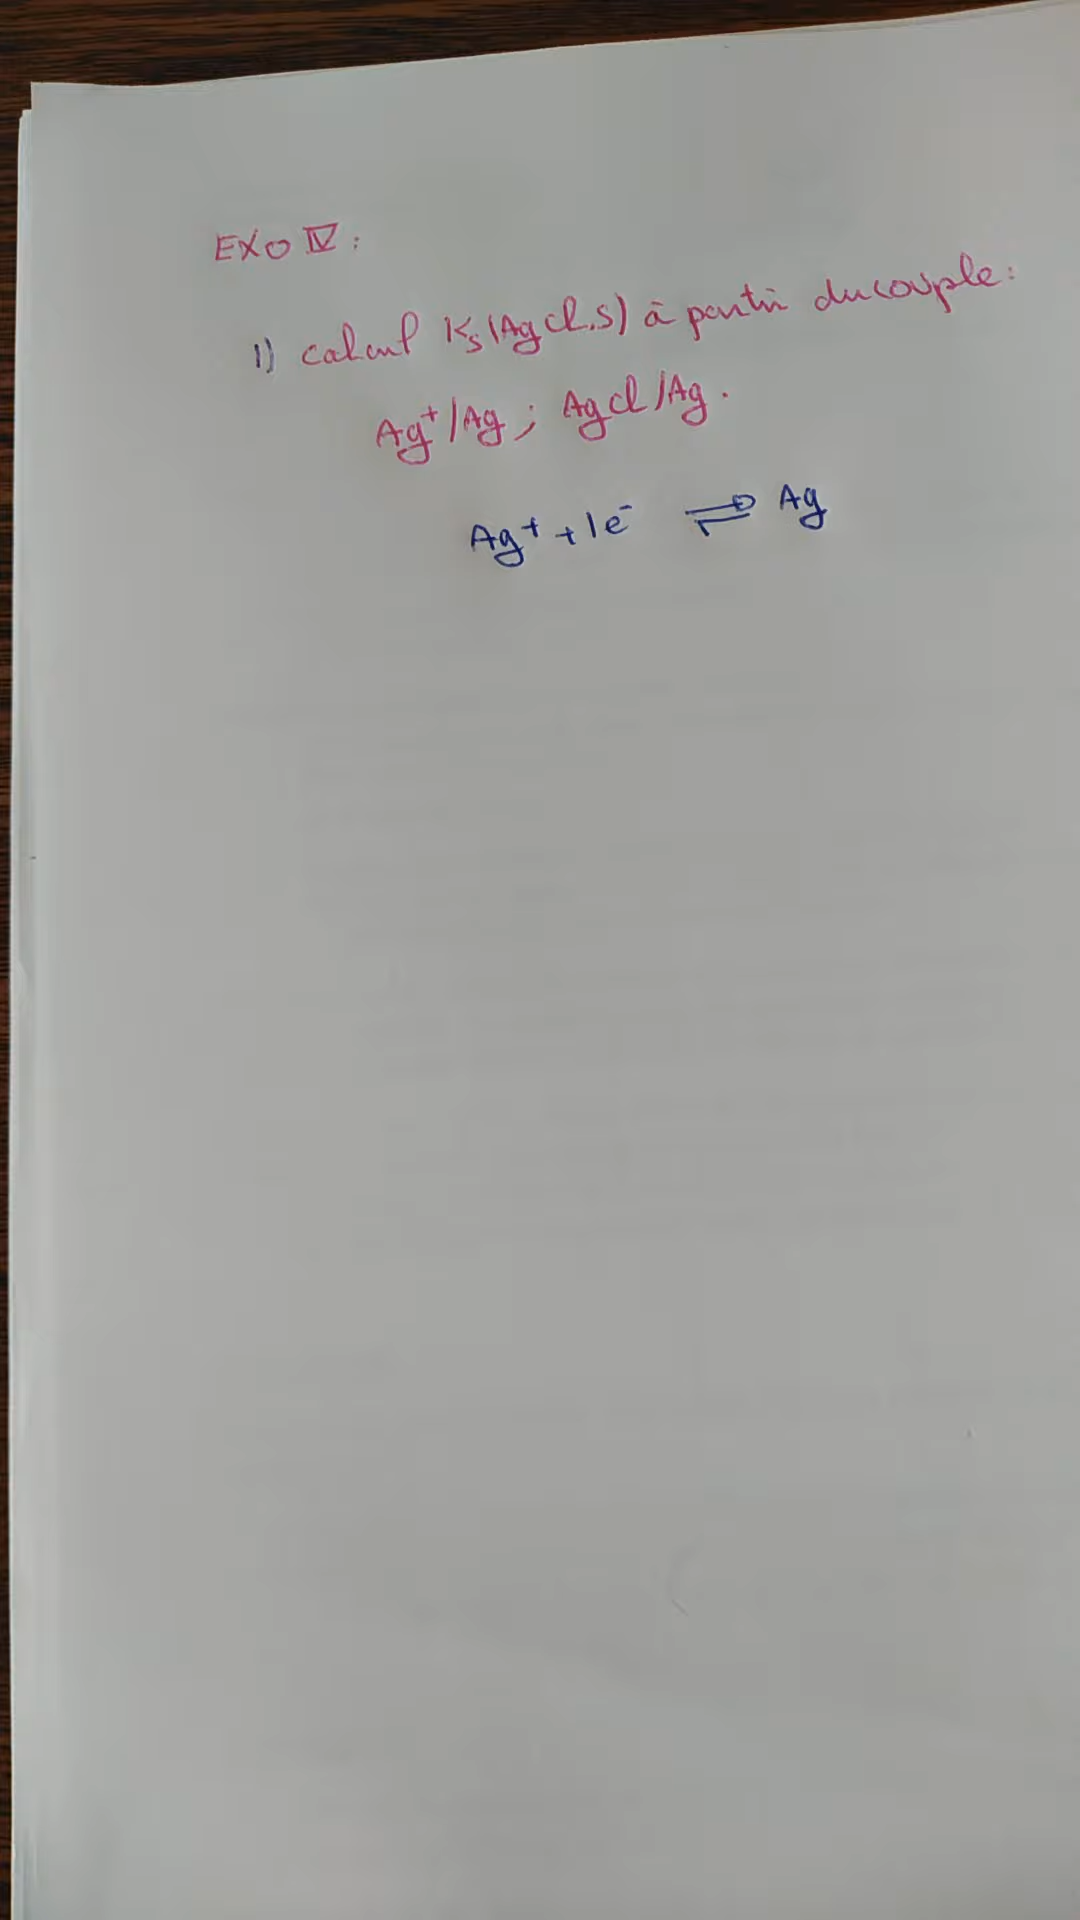 EXO IV :
1) calcul Ks(AgCl,s) à partir du couple :
Ag⁺/Ag ; AgCl/Ag.
Ag⁺ + 1e⁻ ⇌ Ag